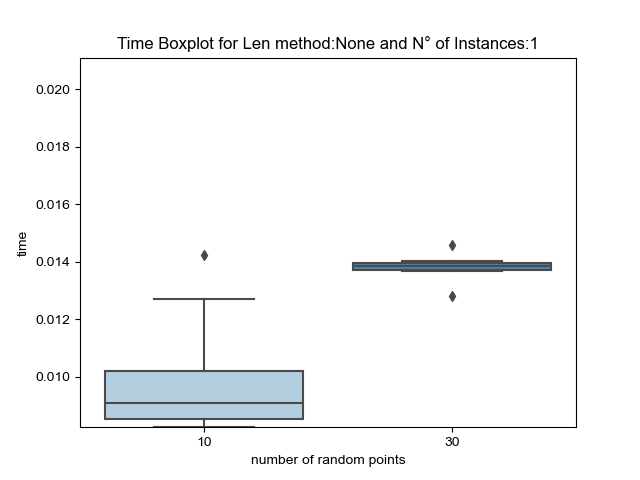 Time Boxplot for Len method:None and N° of Instances:1
0.020
0.018
0.016
0.014
0.012
0.010
time
10 30
number of random points